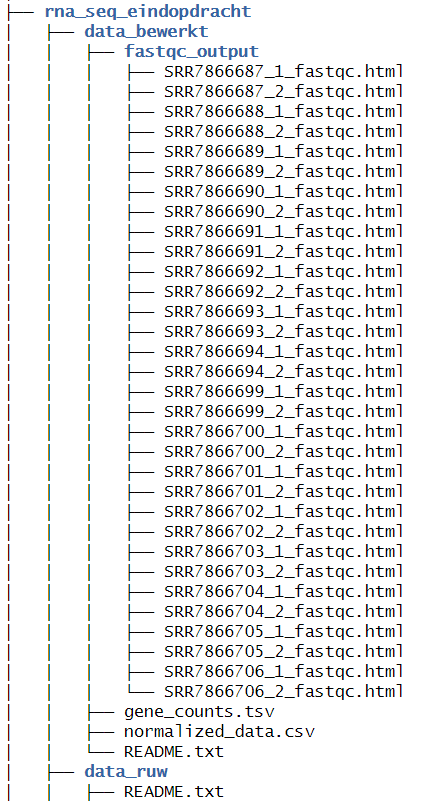 rna_seq_eindopdracht
data_bewerkt
fastqc_output
SRR7866687_1_fastqc.html
SRR7866687_2_fastqc.html
SRR7866688_1_fastqc.html
SRR7866688_2_fastqc.html
SRR7866689_1_fastqc.html
SRR7866689_2_fastqc.html
SRR7866690_1_fastqc.html
SRR7866690_2_fastqc.html
SRR7866691_1_fastqc.html
SRR7866691_2_fastqc.html
SRR7866692_1_fastqc.html
SRR7866692_2_fastqc.html
SRR7866693_1_fastqc.html
SRR7866693_2_fastqc.html
SRR7866694_1_fastqc.html
SRR7866694_2_fastqc.html
SRR7866699_1_fastqc.html
SRR7866699_2_fastqc.html
SRR7866700_1_fastqc.html
SRR7866700_2_fastqc.html
SRR7866701_1_fastqc.html
SRR7866701_2_fastqc.html
SRR7866702_1_fastqc.html
SRR7866702_2_fastqc.html
SRR7866703_1_fastqc.html
SRR7866703_2_fastqc.html
SRR7866704_1_fastqc.html
SRR7866704_2_fastqc.html
SRR7866705_1_fastqc.html
SRR7866705_2_fastqc.html
SRR7866706_1_fastqc.html
SRR7866706_2_fastqc.html
gene_counts.tsv
normalized_data.csv
README.txt
data_ruw
README.txt